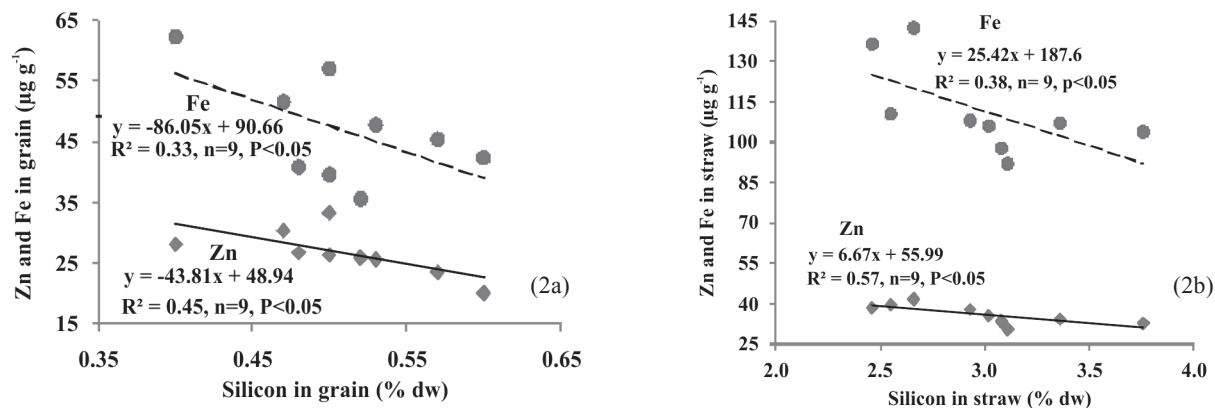 65
55
45
35
25
15
0.35
0.45
0.55
0.65
Zn and Fe in grain (µg g⁻¹)
Silicon in grain (% dw)
Fe
y = -86.05x + 90.66
R² = 0.33, n=9, P<0.05
Zn
y = -43.81x + 48.94
R² = 0.45, n=9, P<0.05
(2a)
145
125
105
85
70
45
40
25
2.0
2.5
3.0
3.5
4.0
Zn and Fe in straw (µg g⁻¹)
Silicon in straw (% dw)
Fe
y = 25.42x + 187.6
R² = 0.38, n= 9, p<0.05
Zn
y = 6.67x + 55.99
R² = 0.57, n=9, P<0.05
(2b)